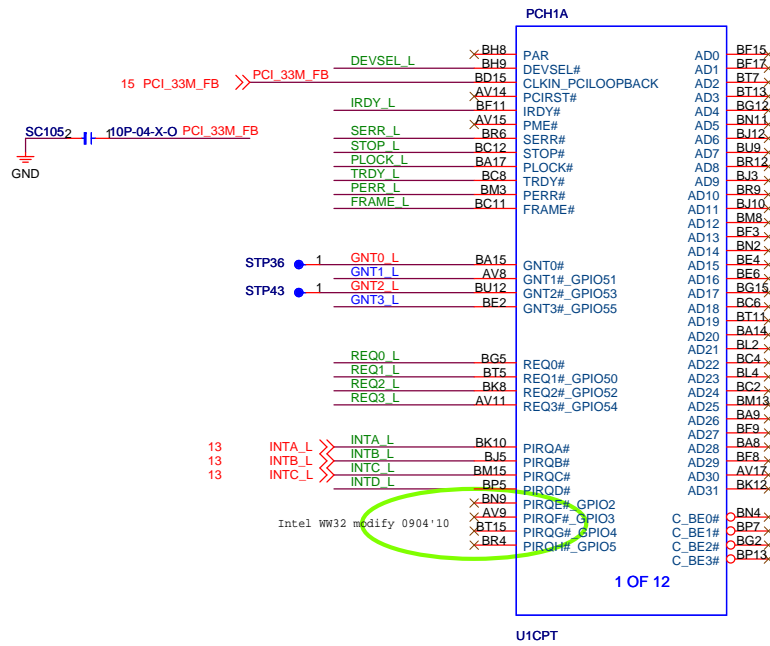 PCH1A
BH8 PAR
DEVSEL_L BH9 DEVSEL#
15 PCI_33M_FB PCI_33M_FB BD15 CLKIN_PCILOOPBACK
AV14 PCIRST#
IRDY_L BF11 IRDY#
AV15 PME#
SC105 2 1 10P-04-X-O PCI_33M_FB
GND
SERR_L BR6 SERR#
STOP_L BC12 STOP#
PLOCK_L BA17 PLOCK#
TRDY_L BC8 TRDY#
PERR_L BM3 PERR#
FRAME_L BC11 FRAME#
STP36 1 GNT0_L BA15 GNT0#
GNT1_L AV8 GNT1#_GPIO51
STP43 1 GNT2_L BU12 GNT2#_GPIO53
GNT3_L BE2 GNT3#_GPIO55
REQ0_L BG5 REQ0#
REQ1_L BT5 REQ1#_GPIO50
REQ2_L BK8 REQ2#_GPIO52
REQ3_L AV11 REQ3#_GPIO54
13 INTA_L INTA_L BK10 PIRQA#
13 INTB_L INTB_L BJ5 PIRQB#
13 INTC_L INTC_L BM15 PIRQC#
INTD_L BP5 PIRQD#
BN9 PIRQE#_GPIO2
AV9 PIRQF#_GPIO3
Intel WW32 modify 0904'10
BT15 PIRQG#_GPIO4
BR4 PIRQH#_GPIO5
AD0 BF15
AD1 BF17
AD2 BT7
AD3 BT13
AD4 BG12
AD5 BN11
AD6 BJ12
AD7 BU9
AD8 BR12
AD9 BJ3
AD10 BR9
AD11 BJ10
AD12 BM8
AD13 BF3
AD14 BN2
AD15 BE4
AD16 BE6
AD17 BG15
AD18 BC6
AD19 BT11
AD20 BA14
AD21 BL2
AD22 BC4
AD23 BL4
AD24 BC2
AD25 BM13
AD26 BA9
AD27 BF9
AD28 BA8
AD29 BF8
AD30 AV17
AD31 BK12
C_BE0# BN4
C_BE1# BP7
C_BE2# BG2
C_BE3# BP13
1 OF 12
U1CPT